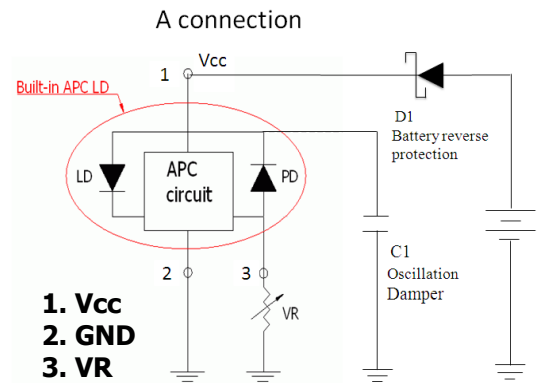 A connection
1
Vcc
Built-in APC LD
D1
Battery reverse
protection
LD
APC
circuit
PD
C1
Oscillation
Damper
2
3
VR
1. Vcc
2. GND
3. VR